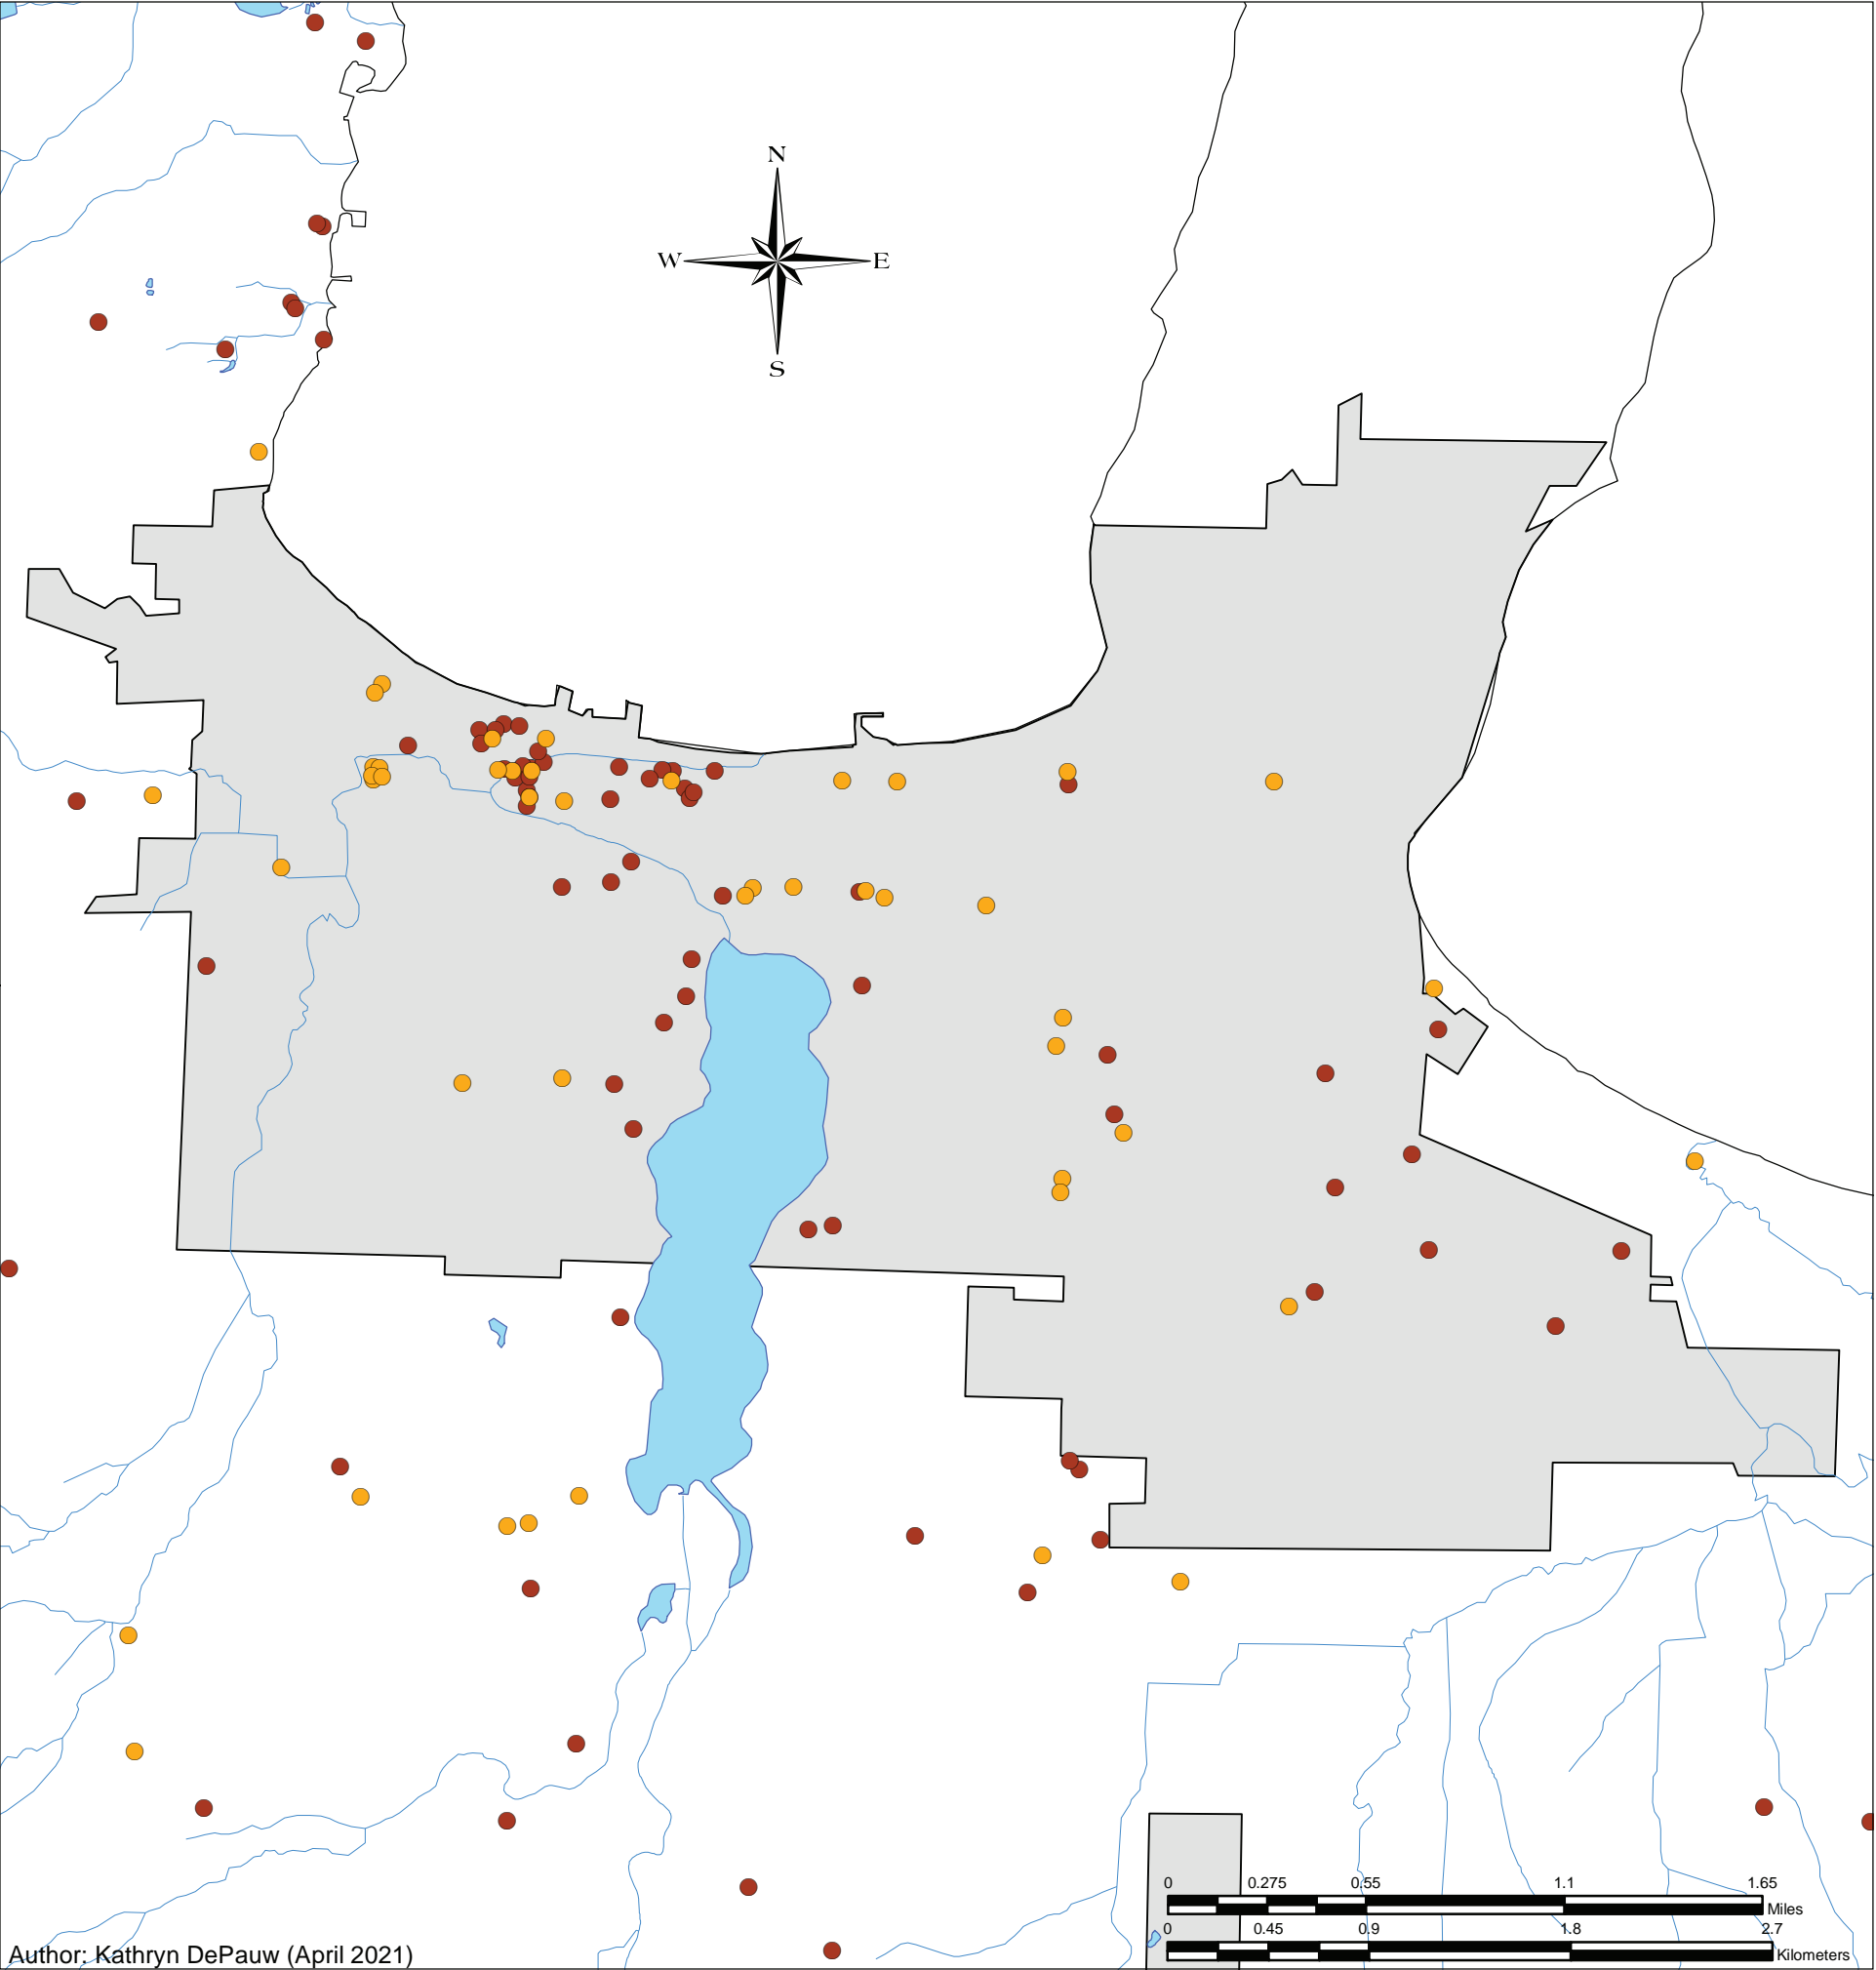 N
W E
S
0 0.275 0.55 1.1 1.65
Miles
0 0.45 0.9 1.8 2.7
Kilometers
Author: Kathryn DePauw (April 2021)